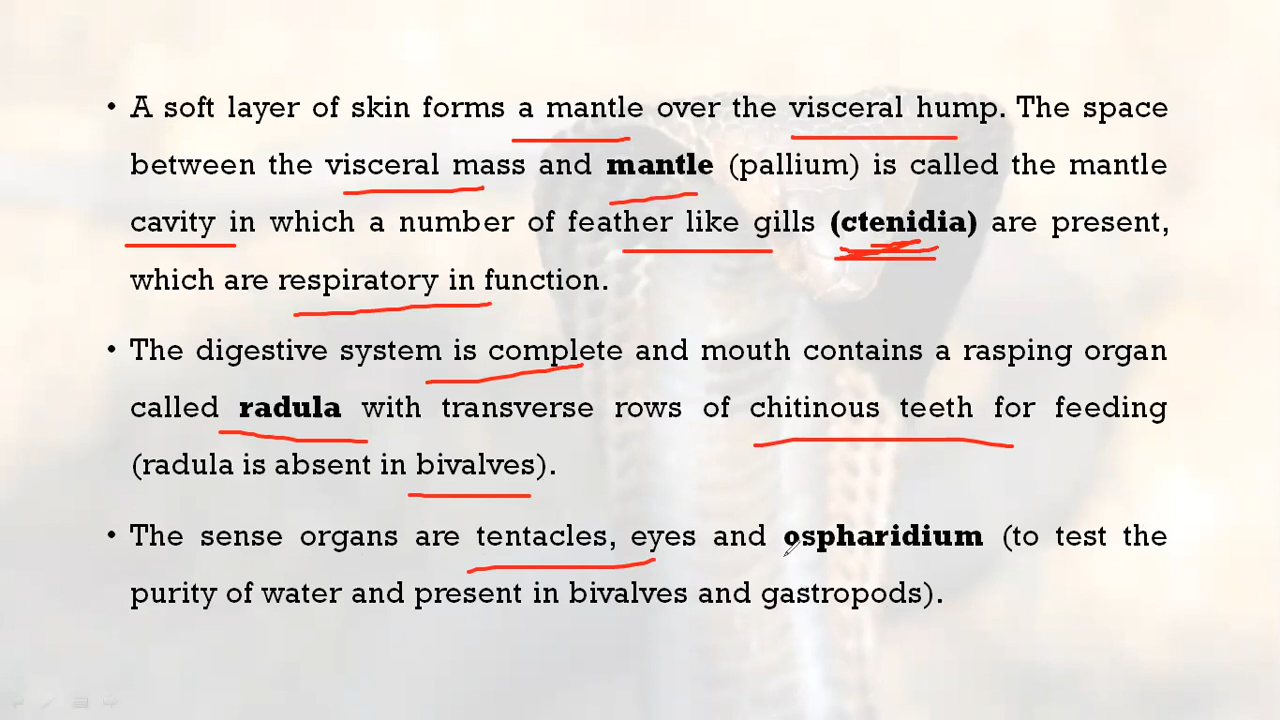 • A soft layer of skin forms a mantle over the visceral hump. The space
between the visceral mass and mantle (pallium) is called the mantle
cavity in which a number of feather like gills (ctenidia) are present,
which are respiratory in function.
• The digestive system is complete and mouth contains a rasping organ
called radula with transverse rows of chitinous teeth for feeding
(radula is absent in bivalves).
• The sense organs are tentacles, eyes and ospharidium (to test the
purity of water and present in bivalves and gastropods).